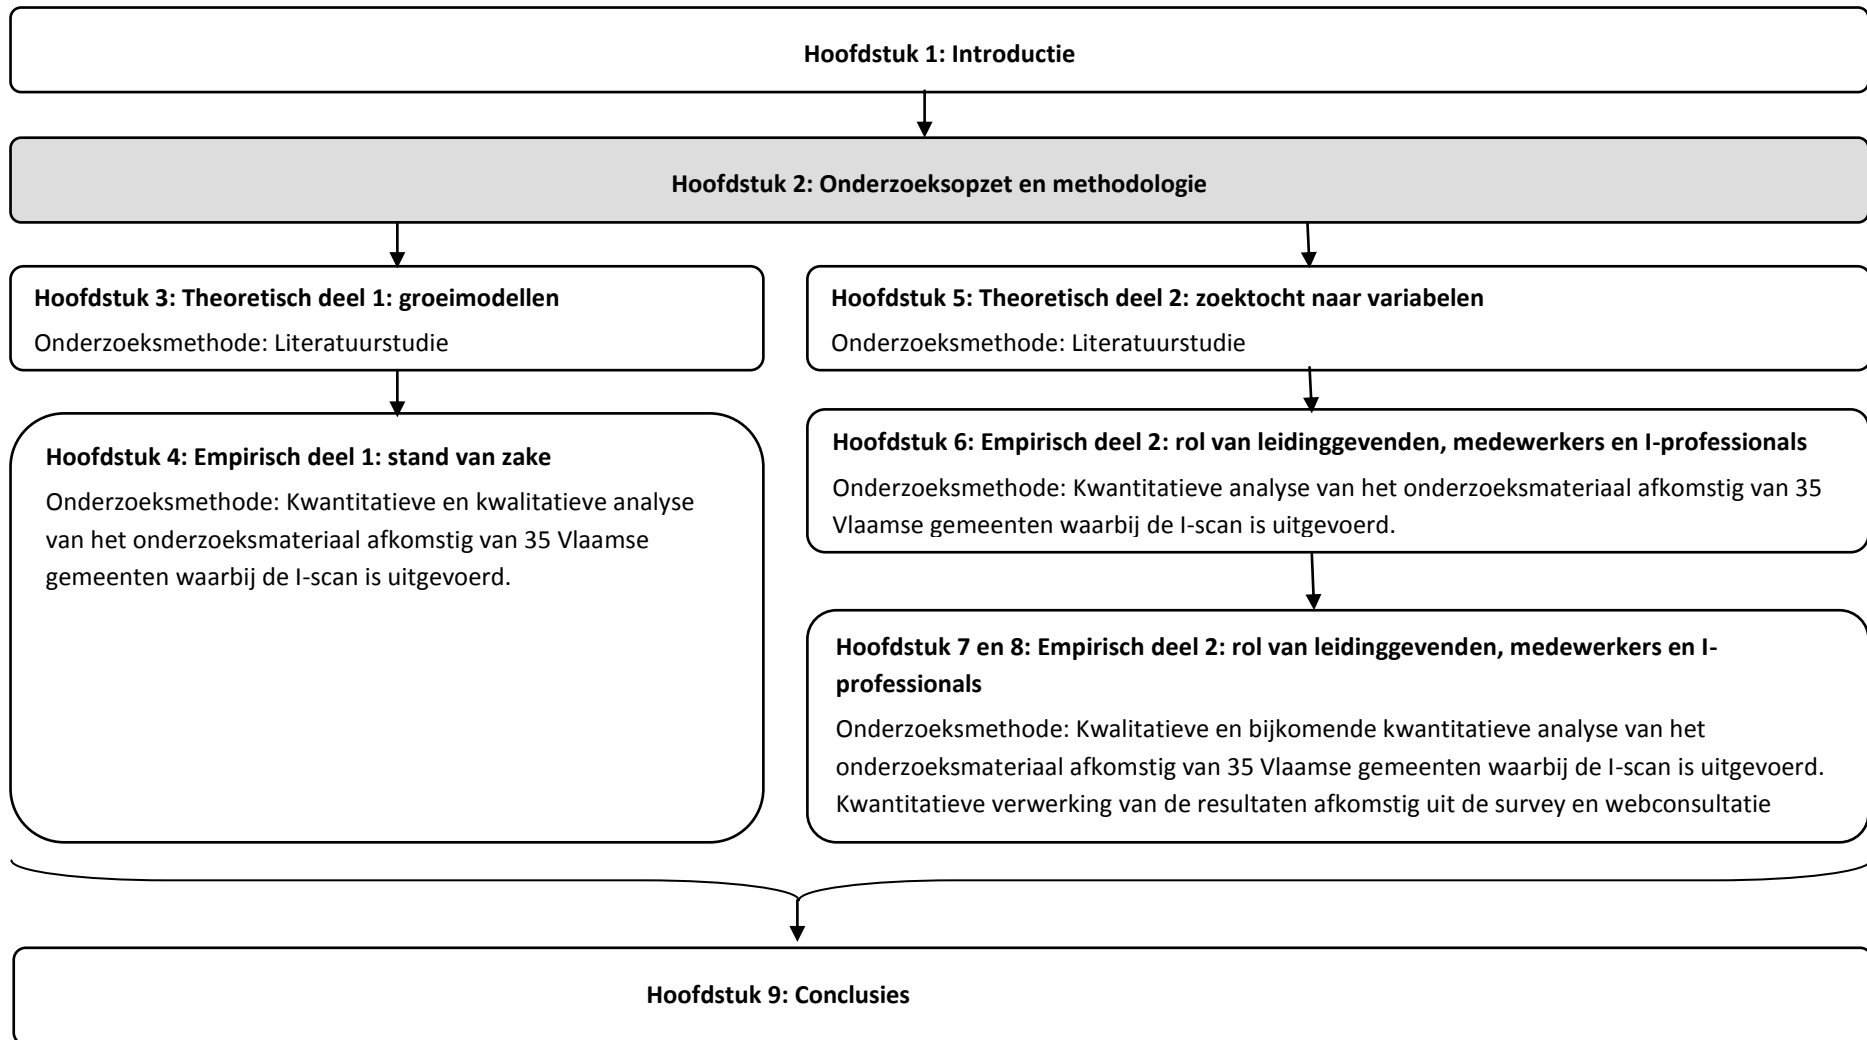 Hoofdstuk 1: Introductie
Hoofdstuk 2: Onderzoeksopzet en methodologie
Hoofdstuk 3: Theoretisch deel 1: groeimodellen
Onderzoeksmethode: Literatuurstudie
Hoofdstuk 4: Empirisch deel 1: stand van zake
Onderzoeksmethode: Kwantitatieve en kwalitatieve analyse
van het onderzoeksmateriaal afkomstig van 35 Vlaamse
gemeenten waarbij de I-scan is uitgevoerd.
Hoofdstuk 5: Theoretisch deel 2: zoektocht naar variabelen
Onderzoeksmethode: Literatuurstudie
Hoofdstuk 6: Empirisch deel 2: rol van leidinggevenden, medewerkers en I-professionals
Onderzoeksmethode: Kwantitatieve analyse van het onderzoeksmateriaal afkomstig van 35
Vlaamse gemeenten waarbij de I-scan is uitgevoerd.
Hoofdstuk 7 en 8: Empirisch deel 2: rol van leidinggevenden, medewerkers en I-
professionals
Onderzoeksmethode: Kwalitatieve en bijkomende kwantitatieve analyse van het
onderzoeksmateriaal afkomstig van 35 Vlaamse gemeenten waarbij de I-scan is uitgevoerd.
Kwantitatieve verwerking van de resultaten afkomstig uit de survey en webconsultatie
Hoofdstuk 9: Conclusies